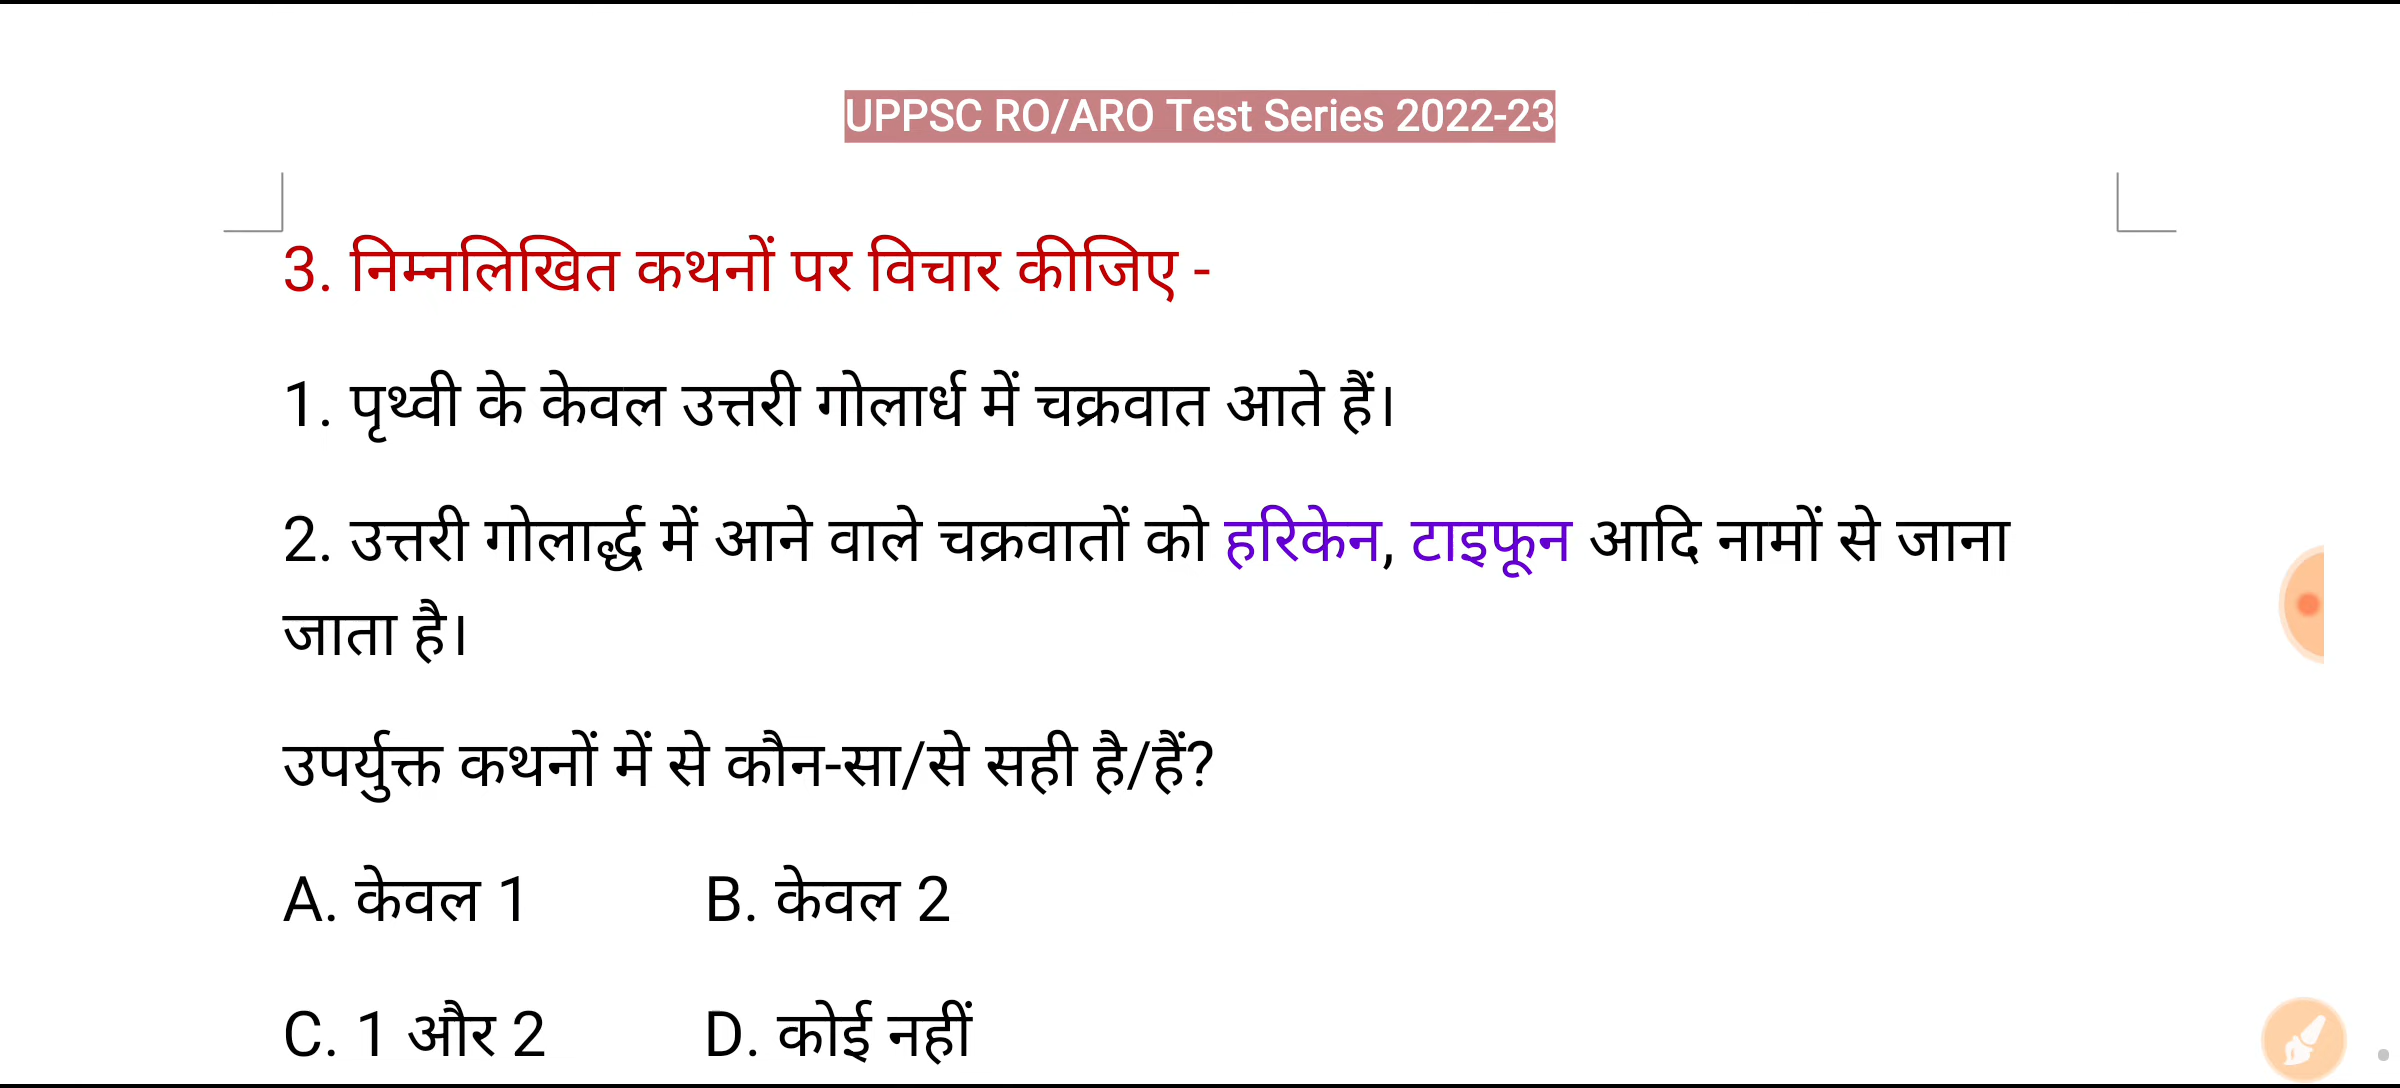 UPPSC RO/ARO Test Series 2022-23
3. निम्नलिखित कथनों पर विचार कीजिए -
1. पृथ्वी के केवल उत्तरी गोलार्ध में चक्रवात आते हैं।
2. उत्तरी गोलार्द्ध में आने वाले चक्रवातों को हरिकेन, टाइफून आदि नामों से जाना
जाता है।
उपर्युक्त कथनों में से कौन-सा/से सही है/हैं?
A. केवल 1 B. केवल 2
C. 1 और 2 D. कोई नहीं